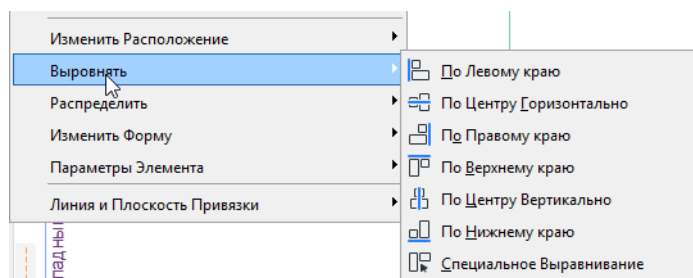 Изменить Расположение
Выровнять
Распределить
Изменить Форму
Параметры Элемента
Линия и Плоскость Привязки
По Левому краю
По Центру Горизонтально
По Правому краю
По Верхнему краю
По Центру Вертикально
По Нижнему краю
Специальное Выравнивание